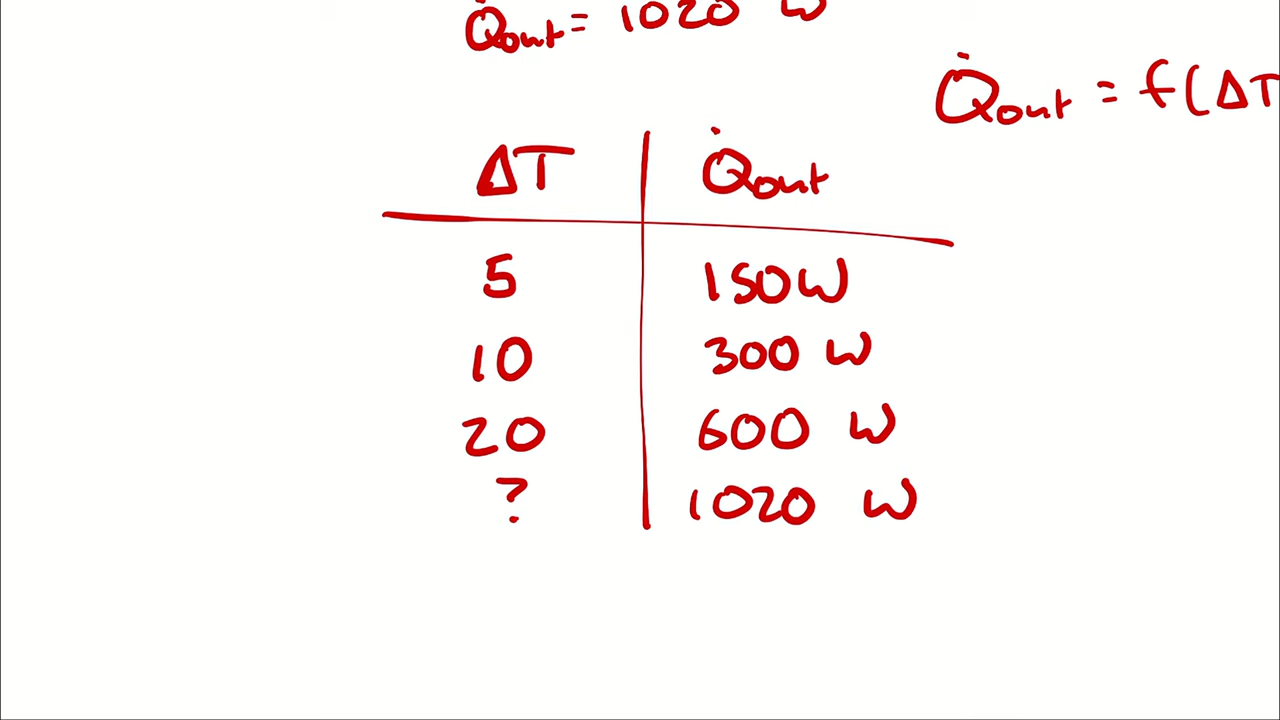 Q̇out = 1020 W
Q̇out = f(ΔT
ΔT Q̇out
5 150W
10 300 W
20 600 W
? 1020 W